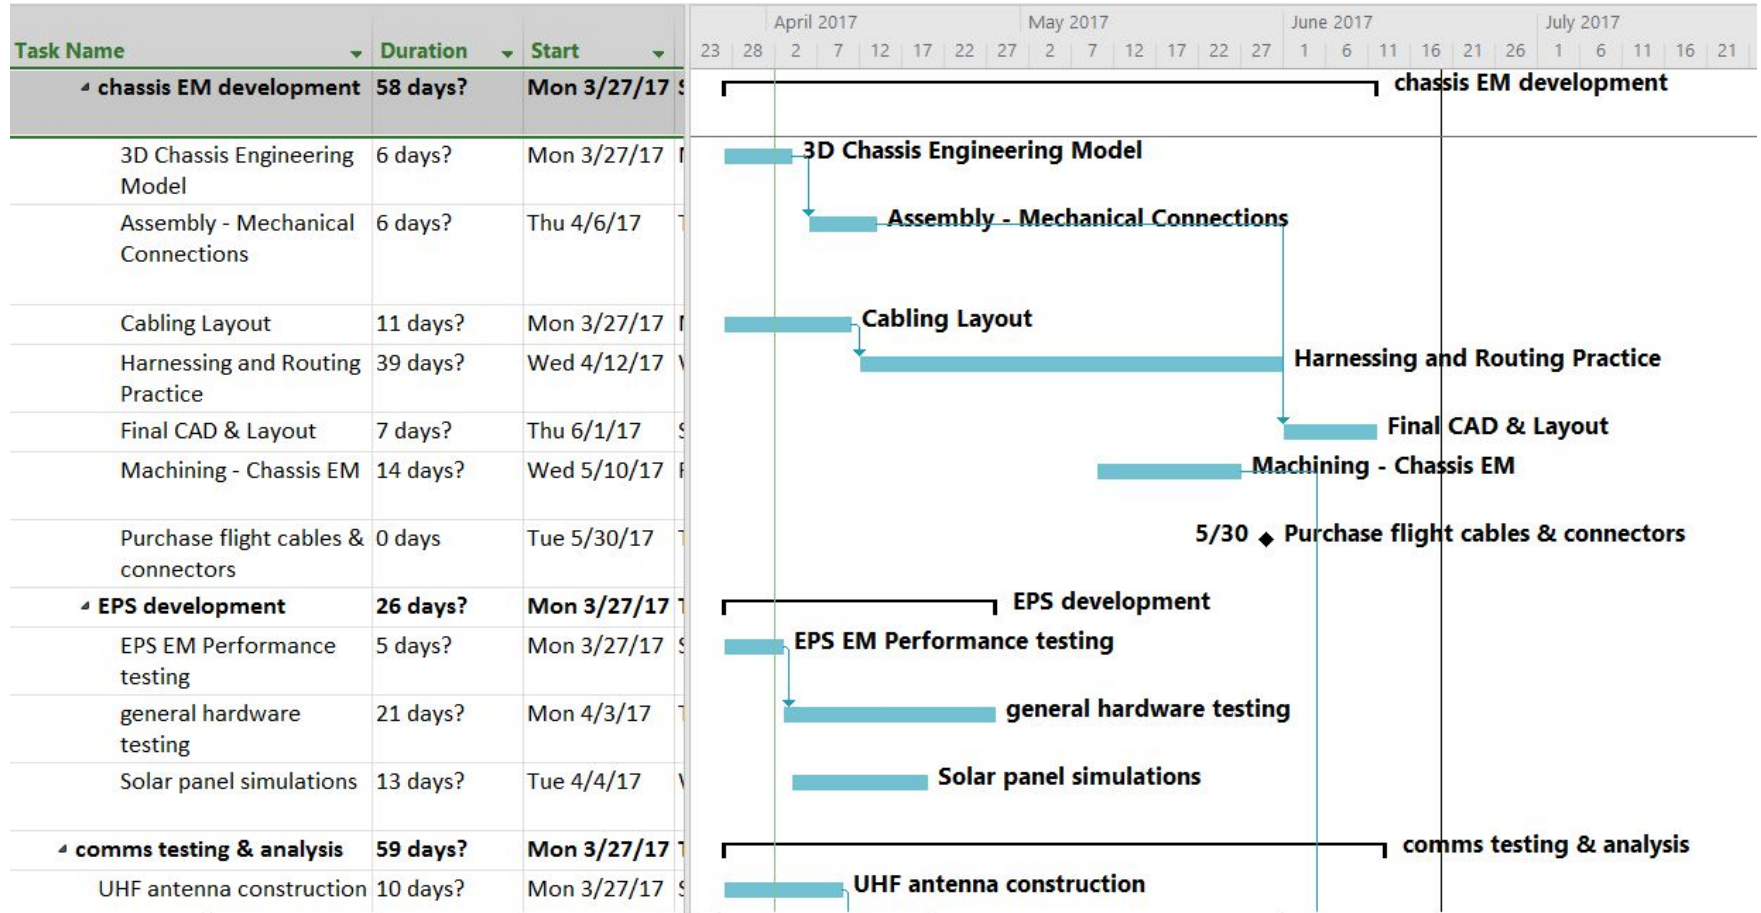 April 2017 May 2017 June 2017 July 2017
Task Name Duration Start 23 28 2 7 12 17 22 27 2 7 12 17 22 27 1 6 11 16 21 26 1 6 11 16 21
chassis EM development 58 days? Mon 3/27/17 chassis EM development
3D Chassis Engineering 6 days? Mon 3/27/17 3D Chassis Engineering Model
Model
Assembly - Mechanical 6 days? Thu 4/6/17 Assembly - Mechanical Connections
Connections
Cabling Layout 11 days? Mon 3/27/17 Cabling Layout
Harnessing and Routing 39 days? Wed 4/12/17 Harnessing and Routing Practice
Practice
Final CAD & Layout 7 days? Thu 6/1/17 Final CAD & Layout
Machining - Chassis EM 14 days? Wed 5/10/17 Machining - Chassis EM
Purchase flight cables & 0 days Tue 5/30/17 5/30 Purchase flight cables & connectors
connectors
EPS development 26 days? Mon 3/27/17 EPS development
EPS EM Performance 5 days? Mon 3/27/17 EPS EM Performance testing
testing
general hardware 21 days? Mon 4/3/17 general hardware testing
testing
Solar panel simulations 13 days? Tue 4/4/17 Solar panel simulations
comms testing & analysis 59 days? Mon 3/27/17 comms testing & analysis
UHF antenna construction 10 days? Mon 3/27/17 UHF antenna construction